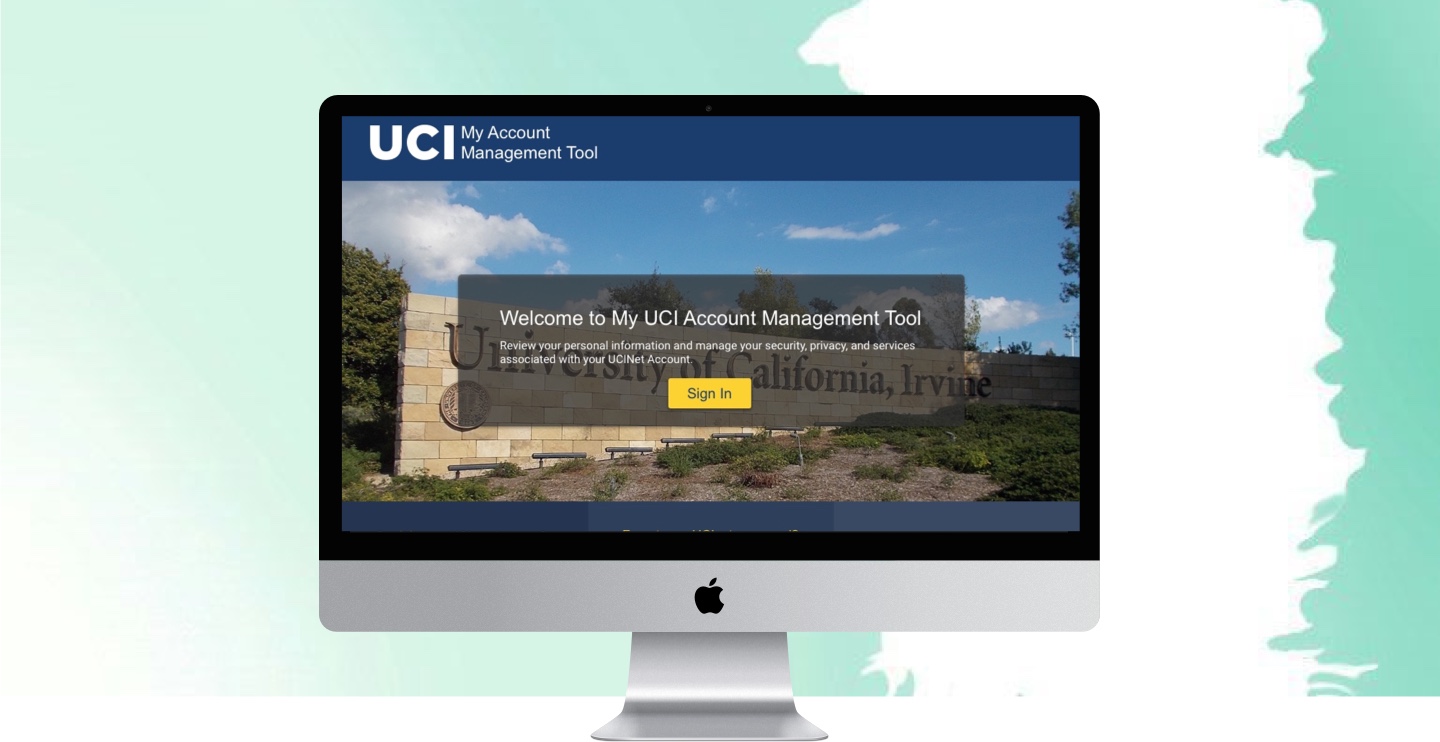 UCI My Account
Management Tool
Welcome to My UCI Account Management Tool
Review your personal information and manage your security, privacy, and services
associated with your UCINet Account.
University of California, Irvine
Sign In